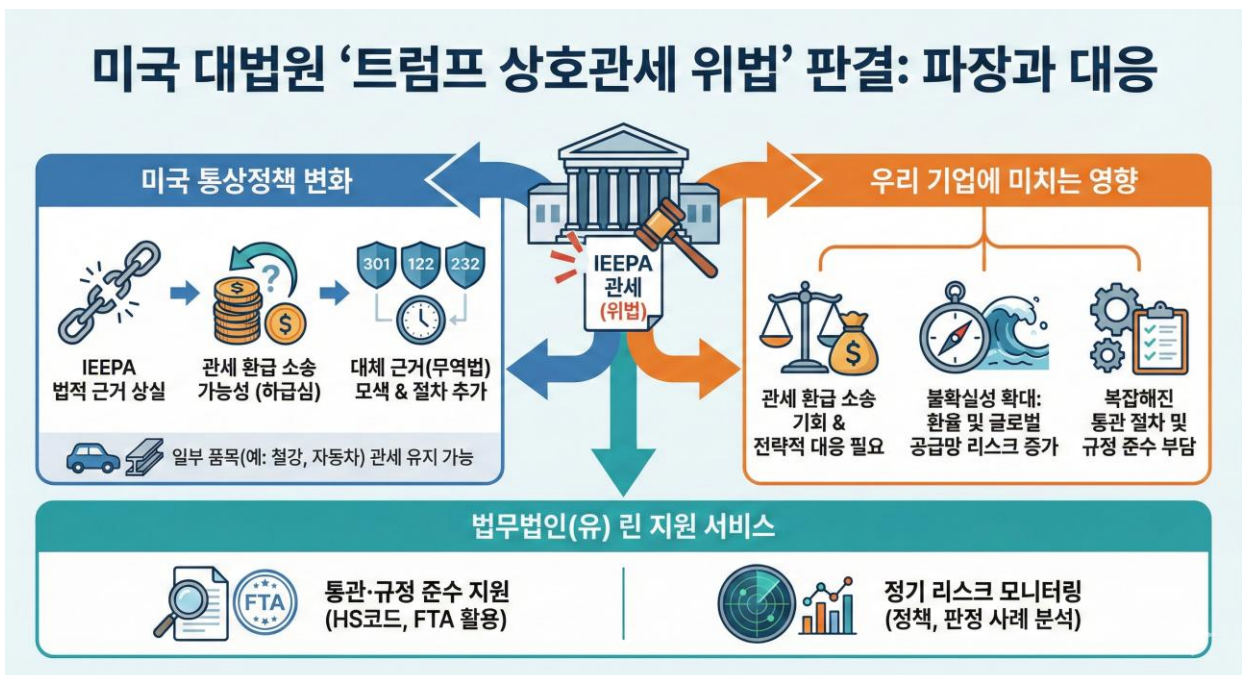 미국 대법원 ‘트럼프 상호관세 위법’ 판결: 파장과 대응
미국 통상정책 변화
IEEPA
법적 근거 상실
?
$
$
관세 환급 소송
가능성 (하급심)
301
122
232
대체 근거(무역법)
모색 & 절차 추가
일부 품목(예: 철강, 자동차) 관세 유지 가능
IEEPA
관세
(위법)
우리 기업에 미치는 영향
$
관세 환급 소송
기회 &
전략적 대응 필요
불확실성 확대:
환율 및 글로벌
공급망 리스크 증가
복잡해진
통관 절차 및
규정 준수 부담
법무법인(유) 린 지원 서비스
FTA
통관·규정 준수 지원
(HS코드, FTA 활용)
정기 리스크 모니터링
(정책, 판정 사례 분석)